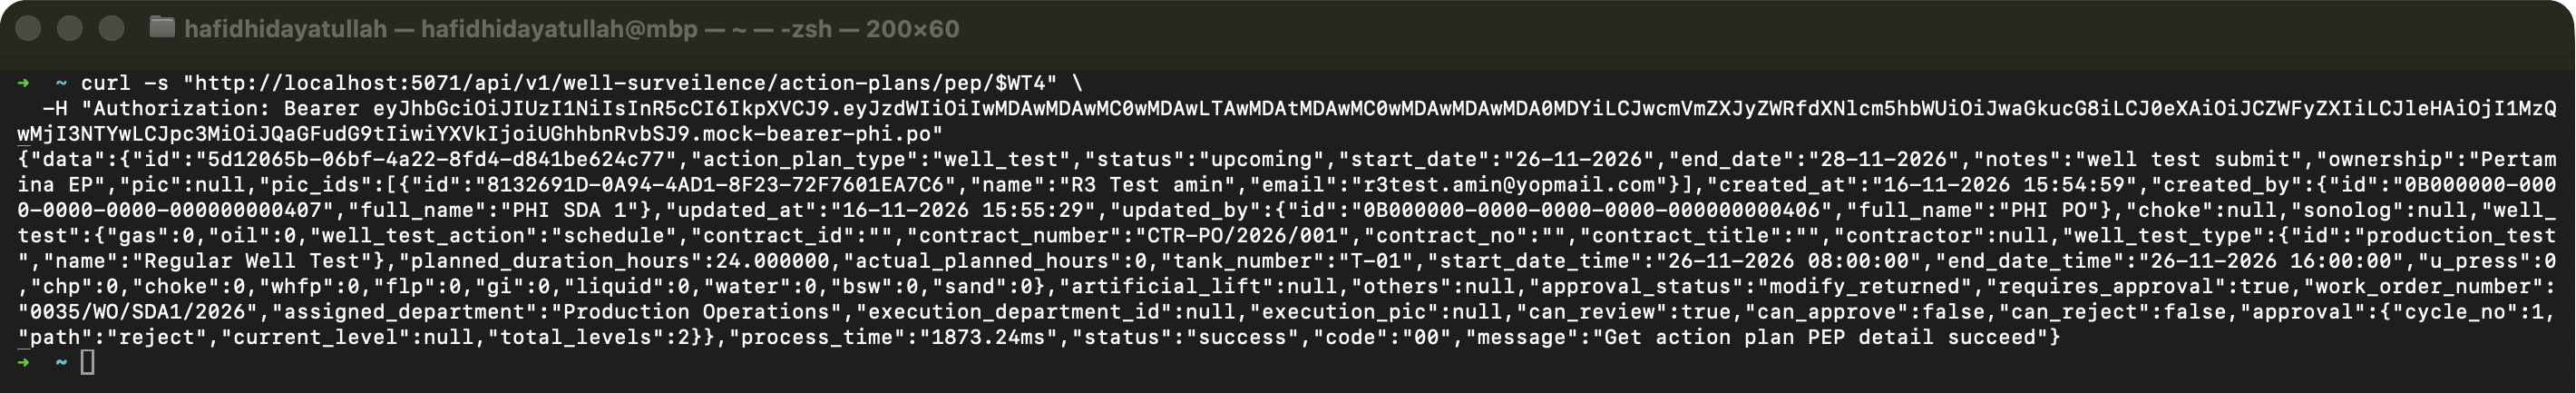 hafidhidayatullah — hafidhidayatullah@mbp — ~ — -zsh — 200×60
➜  ~ curl -s "http://localhost:5071/api/v1/well-surveilence/action-plans/pep/$WT4" \
  -H "Authorization: Bearer eyJhbGciOiJIUzI1NiIsInR5cCI6IkpXVCJ9.eyJzdWIiOiIwMDAwMDAwMC0wMDAwLTAwMDAtMDAwMC0wMDAwMDAwMDA0MDYiLCJwcmVmZXJyZWRfdXNlcm5hbWUiOiJwaGkucG8iLCJ0eXAiOiJCZWFyZXIiLCJleHAiOjI1MzQ
wMjI3NTYwLCJpc3MiOiJQaGFudG9tIiwiYXVkIjoiUGhhbnRvbSJ9.mock-bearer-phi.po"
{"data":{"id":"5d12065b-06bf-4a22-8fd4-d841be624c77","action_plan_type":"well_test","status":"upcoming","start_date":"26-11-2026","end_date":"28-11-2026","notes":"well test submit","ownership":"Pertam
ina EP","pic":null,"pic_ids":[{"id":"8132691D-0A94-4AD1-8F23-72F7601EA7C6","name":"R3 Test amin","email":"r3test.amin@yopmail.com"}],"created_at":"16-11-2026 15:54:59","created_by":{"id":"0B000000-000
0-0000-0000-000000000407","full_name":"PHI SDA 1"},"updated_at":"16-11-2026 15:55:29","updated_by":{"id":"0B000000-0000-0000-0000-000000000406","full_name":"PHI PO"},"choke":null,"sonolog":null,"well_
test":{"gas":0,"oil":0,"well_test_action":"schedule","contract_id":"","contract_number":"CTR-PO/2026/001","contract_no":"","contract_title":"","contractor":null,"well_test_type":{"id":"production_test
","name":"Regular Well Test"},"planned_duration_hours":24.000000,"actual_planned_hours":0,"tank_number":"T-01","start_date_time":"26-11-2026 08:00:00","end_date_time":"26-11-2026 16:00:00","u_press":0
,"chp":0,"choke":0,"whfp":0,"flp":0,"gi":0,"liquid":0,"water":0,"bsw":0,"sand":0},"artificial_lift":null,"others":null,"approval_status":"modify_returned","requires_approval":true,"work_order_number":
"0035/WO/SDA1/2026","assigned_department":"Production Operations","execution_department_id":null,"execution_pic":null,"can_review":true,"can_approve":false,"can_reject":false,"approval":{"cycle_no":1,
"path":"reject","current_level":null,"total_levels":2}},"process_time":"1873.24ms","status":"success","code":"00","message":"Get action plan PEP detail succeed"}
➜  ~